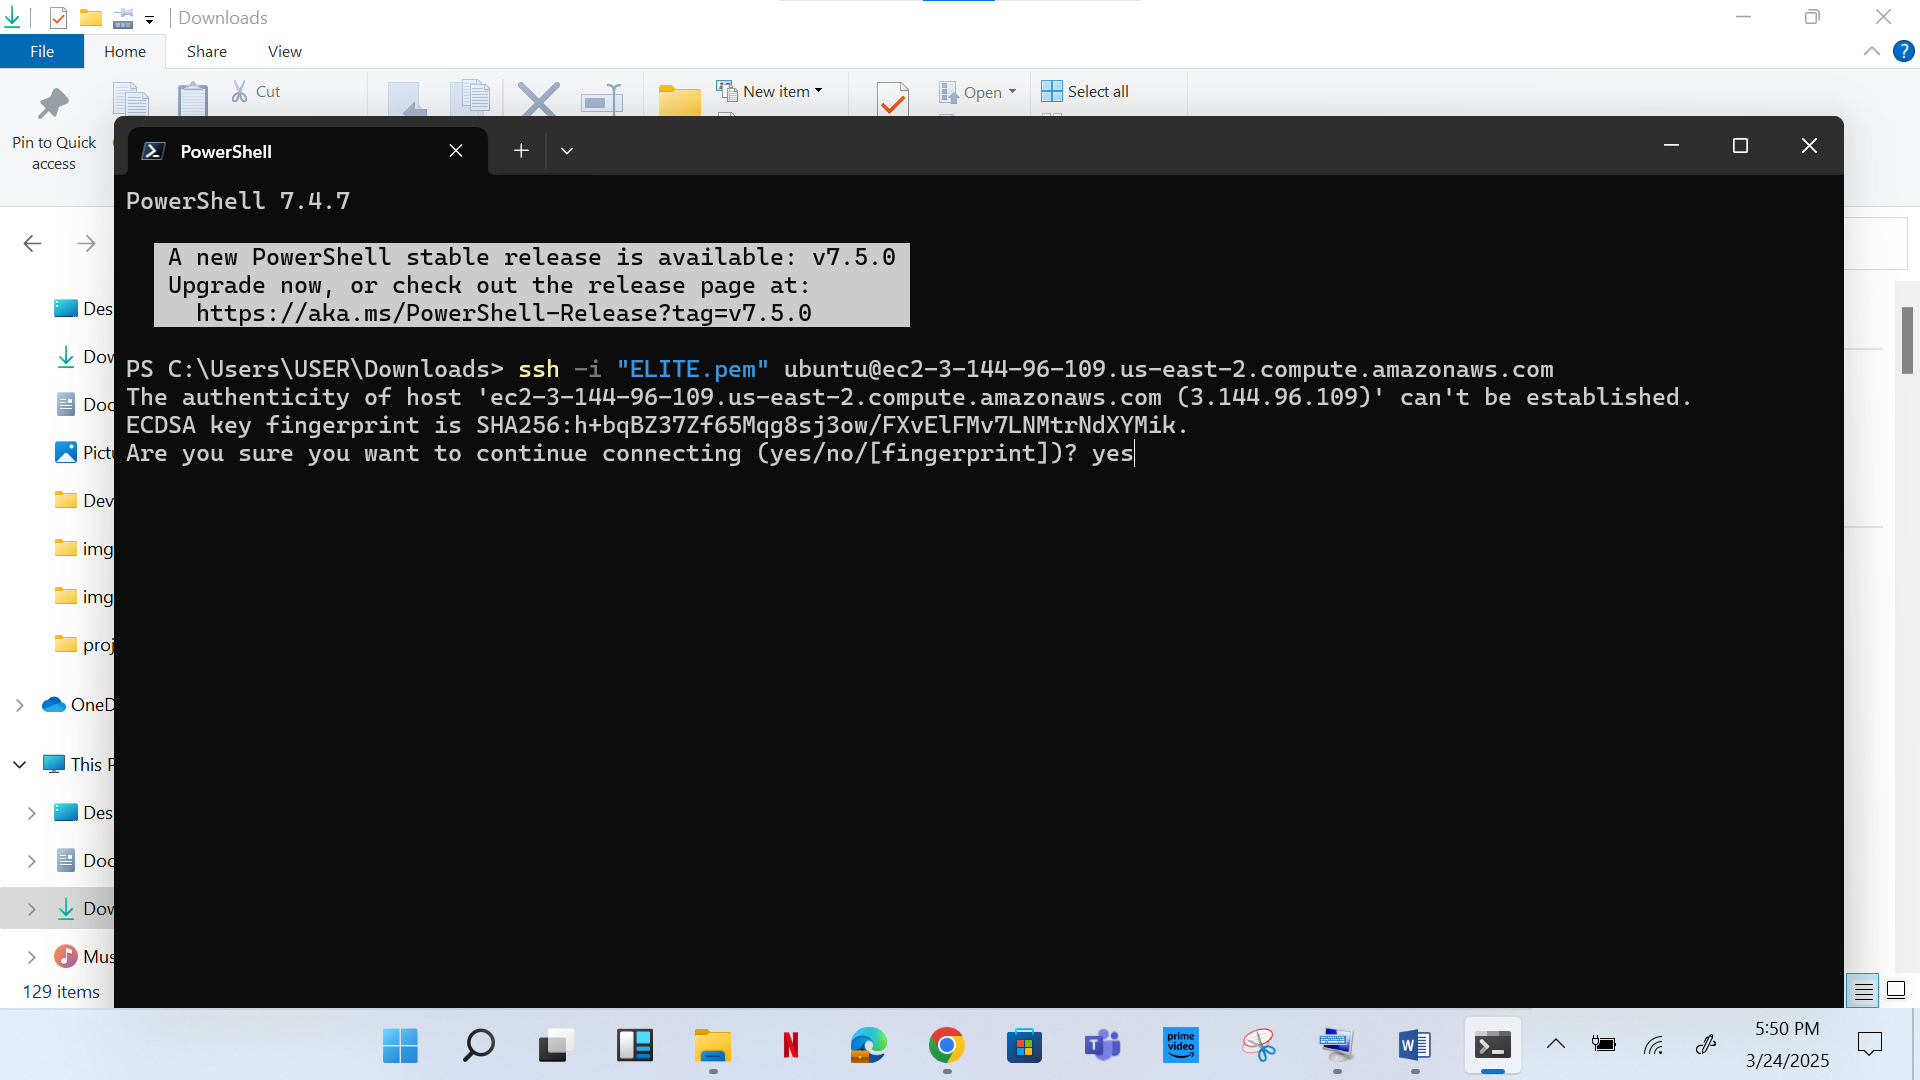 Downloads
File Home Share View
Cut
New item
Open
Select all
Pin to Quick
access
PowerShell
PowerShell 7.4.7
A new PowerShell stable release is available: v7.5.0
Upgrade now, or check out the release page at:
https://aka.ms/PowerShell-Release?tag=v7.5.0
PS C:\Users\USER\Downloads> ssh -i "ELITE.pem" ubuntu@ec2-3-144-96-109.us-east-2.compute.amazonaws.com
The authenticity of host 'ec2-3-144-96-109.us-east-2.compute.amazonaws.com (3.144.96.109)' can't be established.
ECDSA key fingerprint is SHA256:h+bqBZ37Zf65Mqg8sj3ow/FXvElFMv7LNMtrNdXYMik.
Are you sure you want to continue connecting (yes/no/[fingerprint])? yes
Des
Dow
Doc
Pictu
Dev
img
img
proj
OneD
This P
Des
Doc
Dow
Mus
129 items
prime video
5:50 PM
3/24/2025